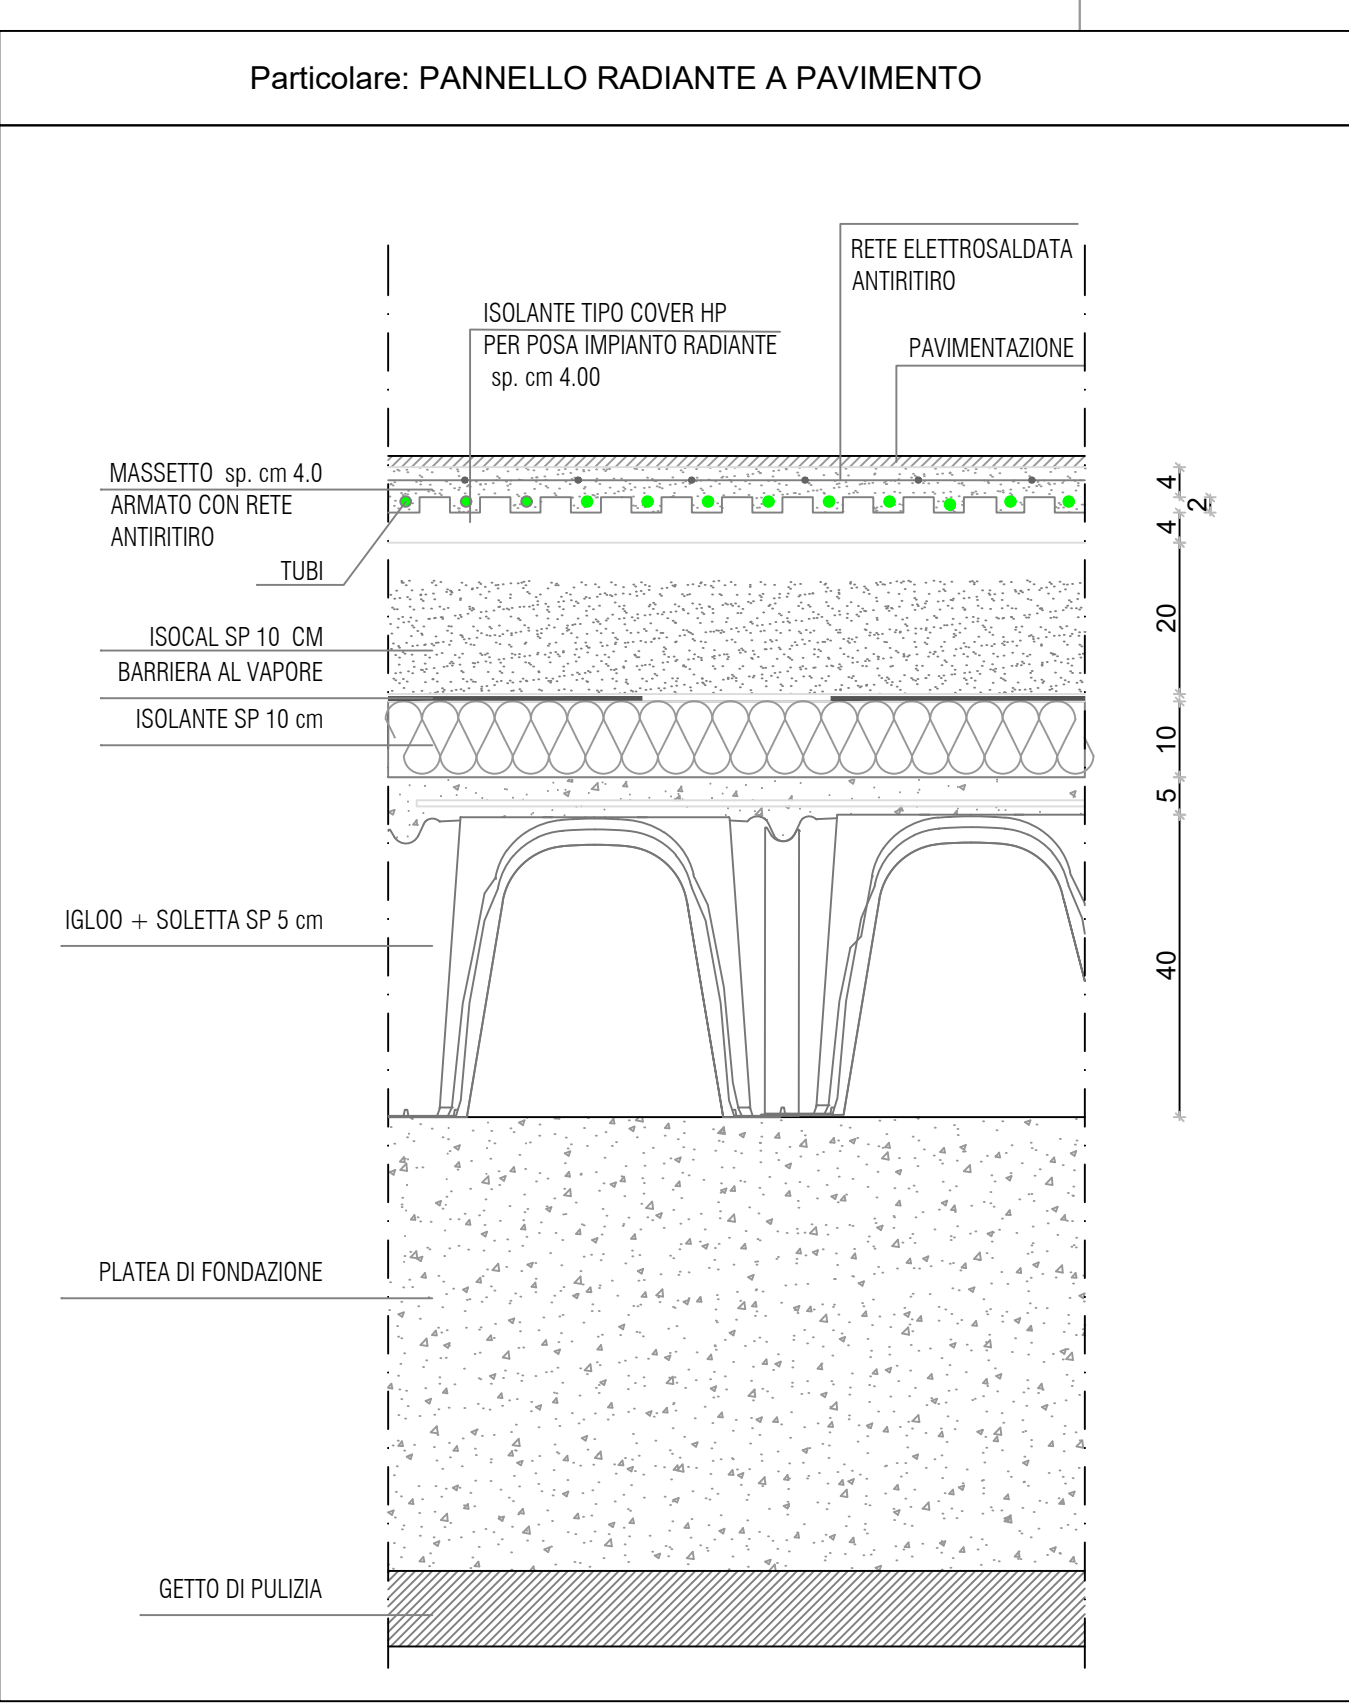 Particolare: PANNELLO RADIANTE A PAVIMENTO
RETE ELETTROSALDATA
ANTIRITIRO
ISOLANTE TIPO COVER HP
PER POSA IMPIANTO RADIANTE
sp. cm 4.00
PAVIMENTAZIONE
MASSETTO sp. cm 4.0
ARMATO CON RETE
ANTIRITIRO
TUBI
ISOCAL SP 10 CM
BARRIERA AL VAPORE
ISOLANTE SP 10 cm
IGLOO + SOLETTA SP 5 cm
PLATEA DI FONDAZIONE
GETTO DI PULIZIA
4
2
4
20
10
5
40